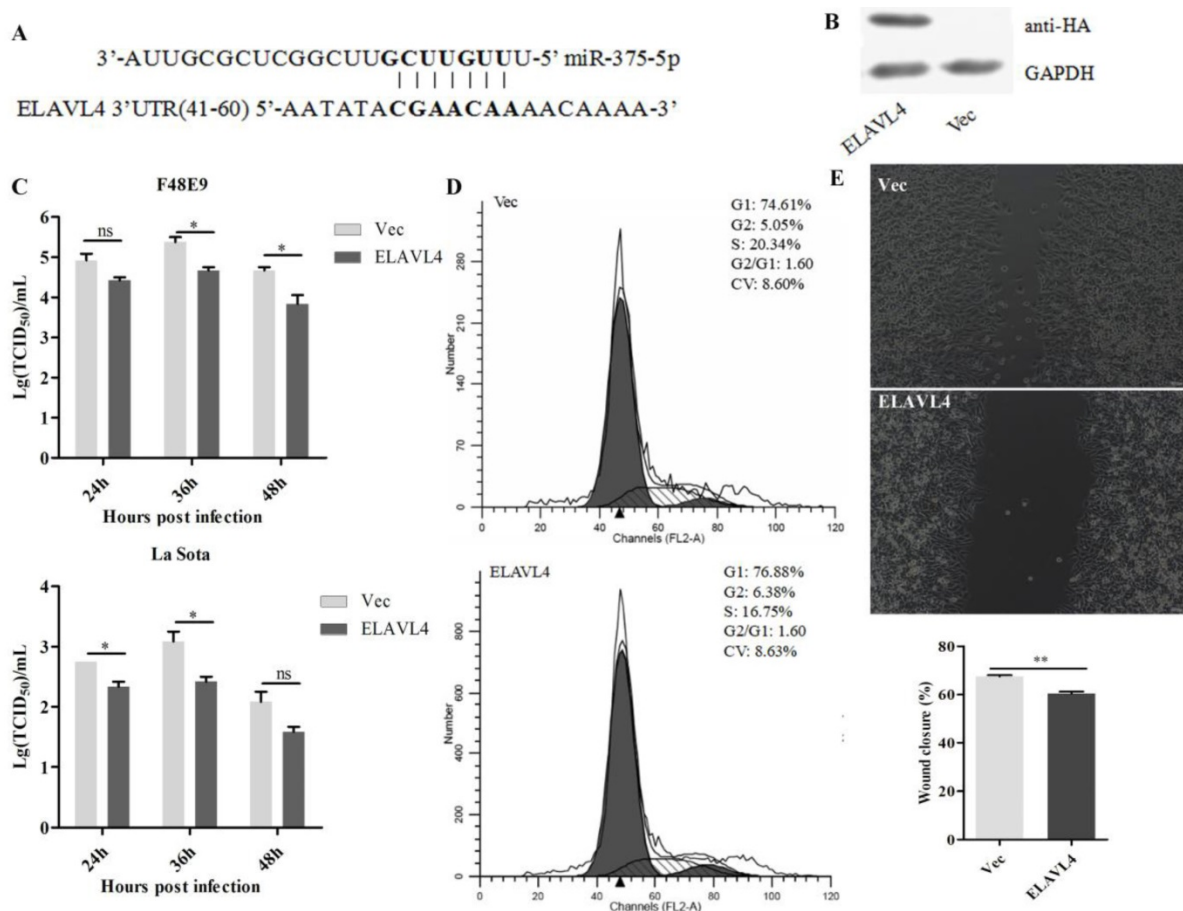 A
3'-AUUGCGCUCGGCUUGCUUGUUU-5' miR-375-5p
ELAVL4 3'UTR(41-60) 5'-AATATACGAACAAAACAAAA-3'
B
anti-HA
GAPDH
ELAVL4
Vec
C
F48E9
6
5
4
3
2
1
0
Lg(TCID50)/mL
ns
*
*
Vec
ELAVL4
24h
36h
48h
Hours post infection
La Sota
4
3
2
1
0
Lg(TCID50)/mL
*
*
ns
Vec
ELAVL4
24h
36h
48h
Hours post infection
D
Vec
G1: 74.61%
G2: 5.05%
S: 20.34%
G2/G1: 1.60
CV: 8.60%
Number
280
210
140
70
0
0 20 40 60 80 100 120
Channels (FL2-A)
ELAVL4
G1: 76.88%
G2: 6.38%
S: 16.75%
G2/G1: 1.60
CV: 8.63%
Number
800
600
400
200
0
0 20 40 60 80 100 120
Channels (FL2-A)
E
Vec
ELAVL4
80
60
40
20
0
Wound closure (%)
**
Vec
ELAVL4